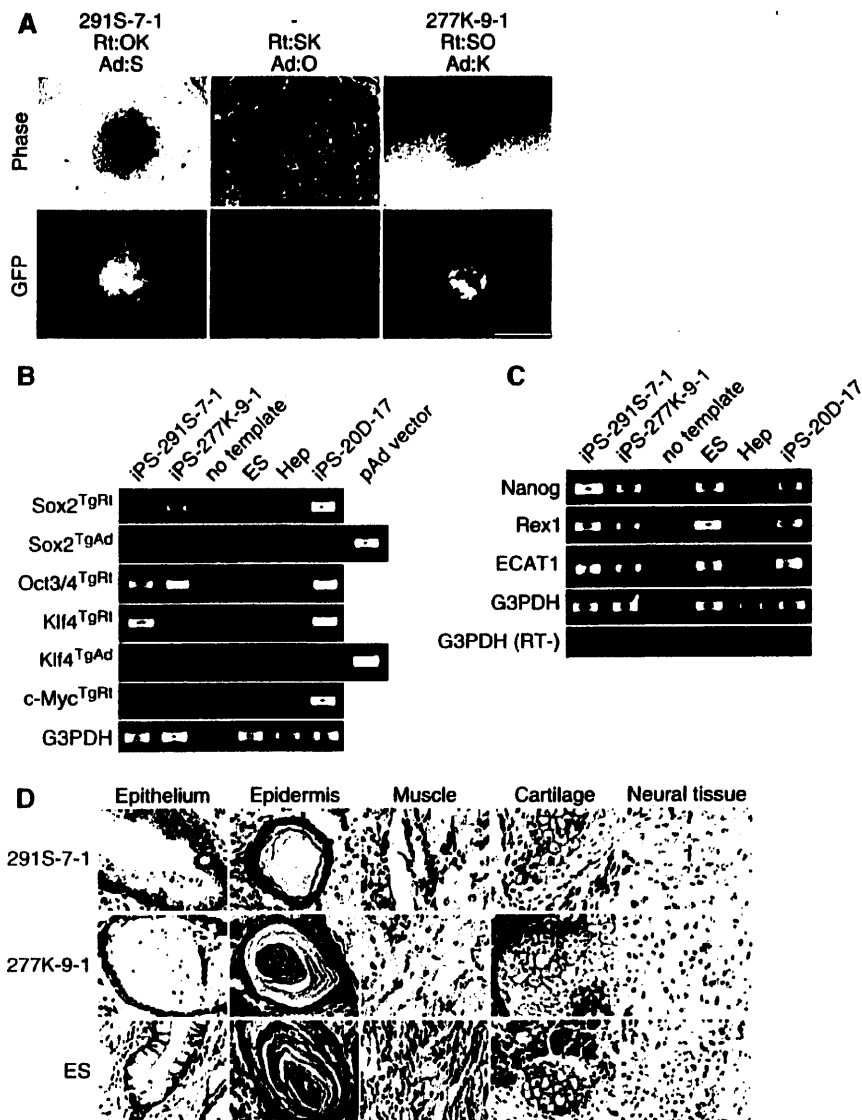 A
291S-7-1
Rt:OK
Ad:S
-
Rt:SK
Ad:O
277K-9-1
Rt:SO
Ad:K
Phase
GFP
B
iPS-291S-7-1
iPS-277K-9-1
no template
ES
Hep
iPS-20D-17
pAd vector
Sox2TgRt
Sox2TgAd
Oct3/4TgRt
Klf4TgRt
Klf4TgAd
c-MycTgRt
G3PDH
C
iPS-291S-7-1
iPS-277K-9-1
no template
ES
Hep
iPS-20D-17
Nanog
Rex1
ECAT1
G3PDH
G3PDH (RT-)
D
Epithelium Epidermis Muscle Cartilage Neural tissue
291S-7-1
277K-9-1
ES